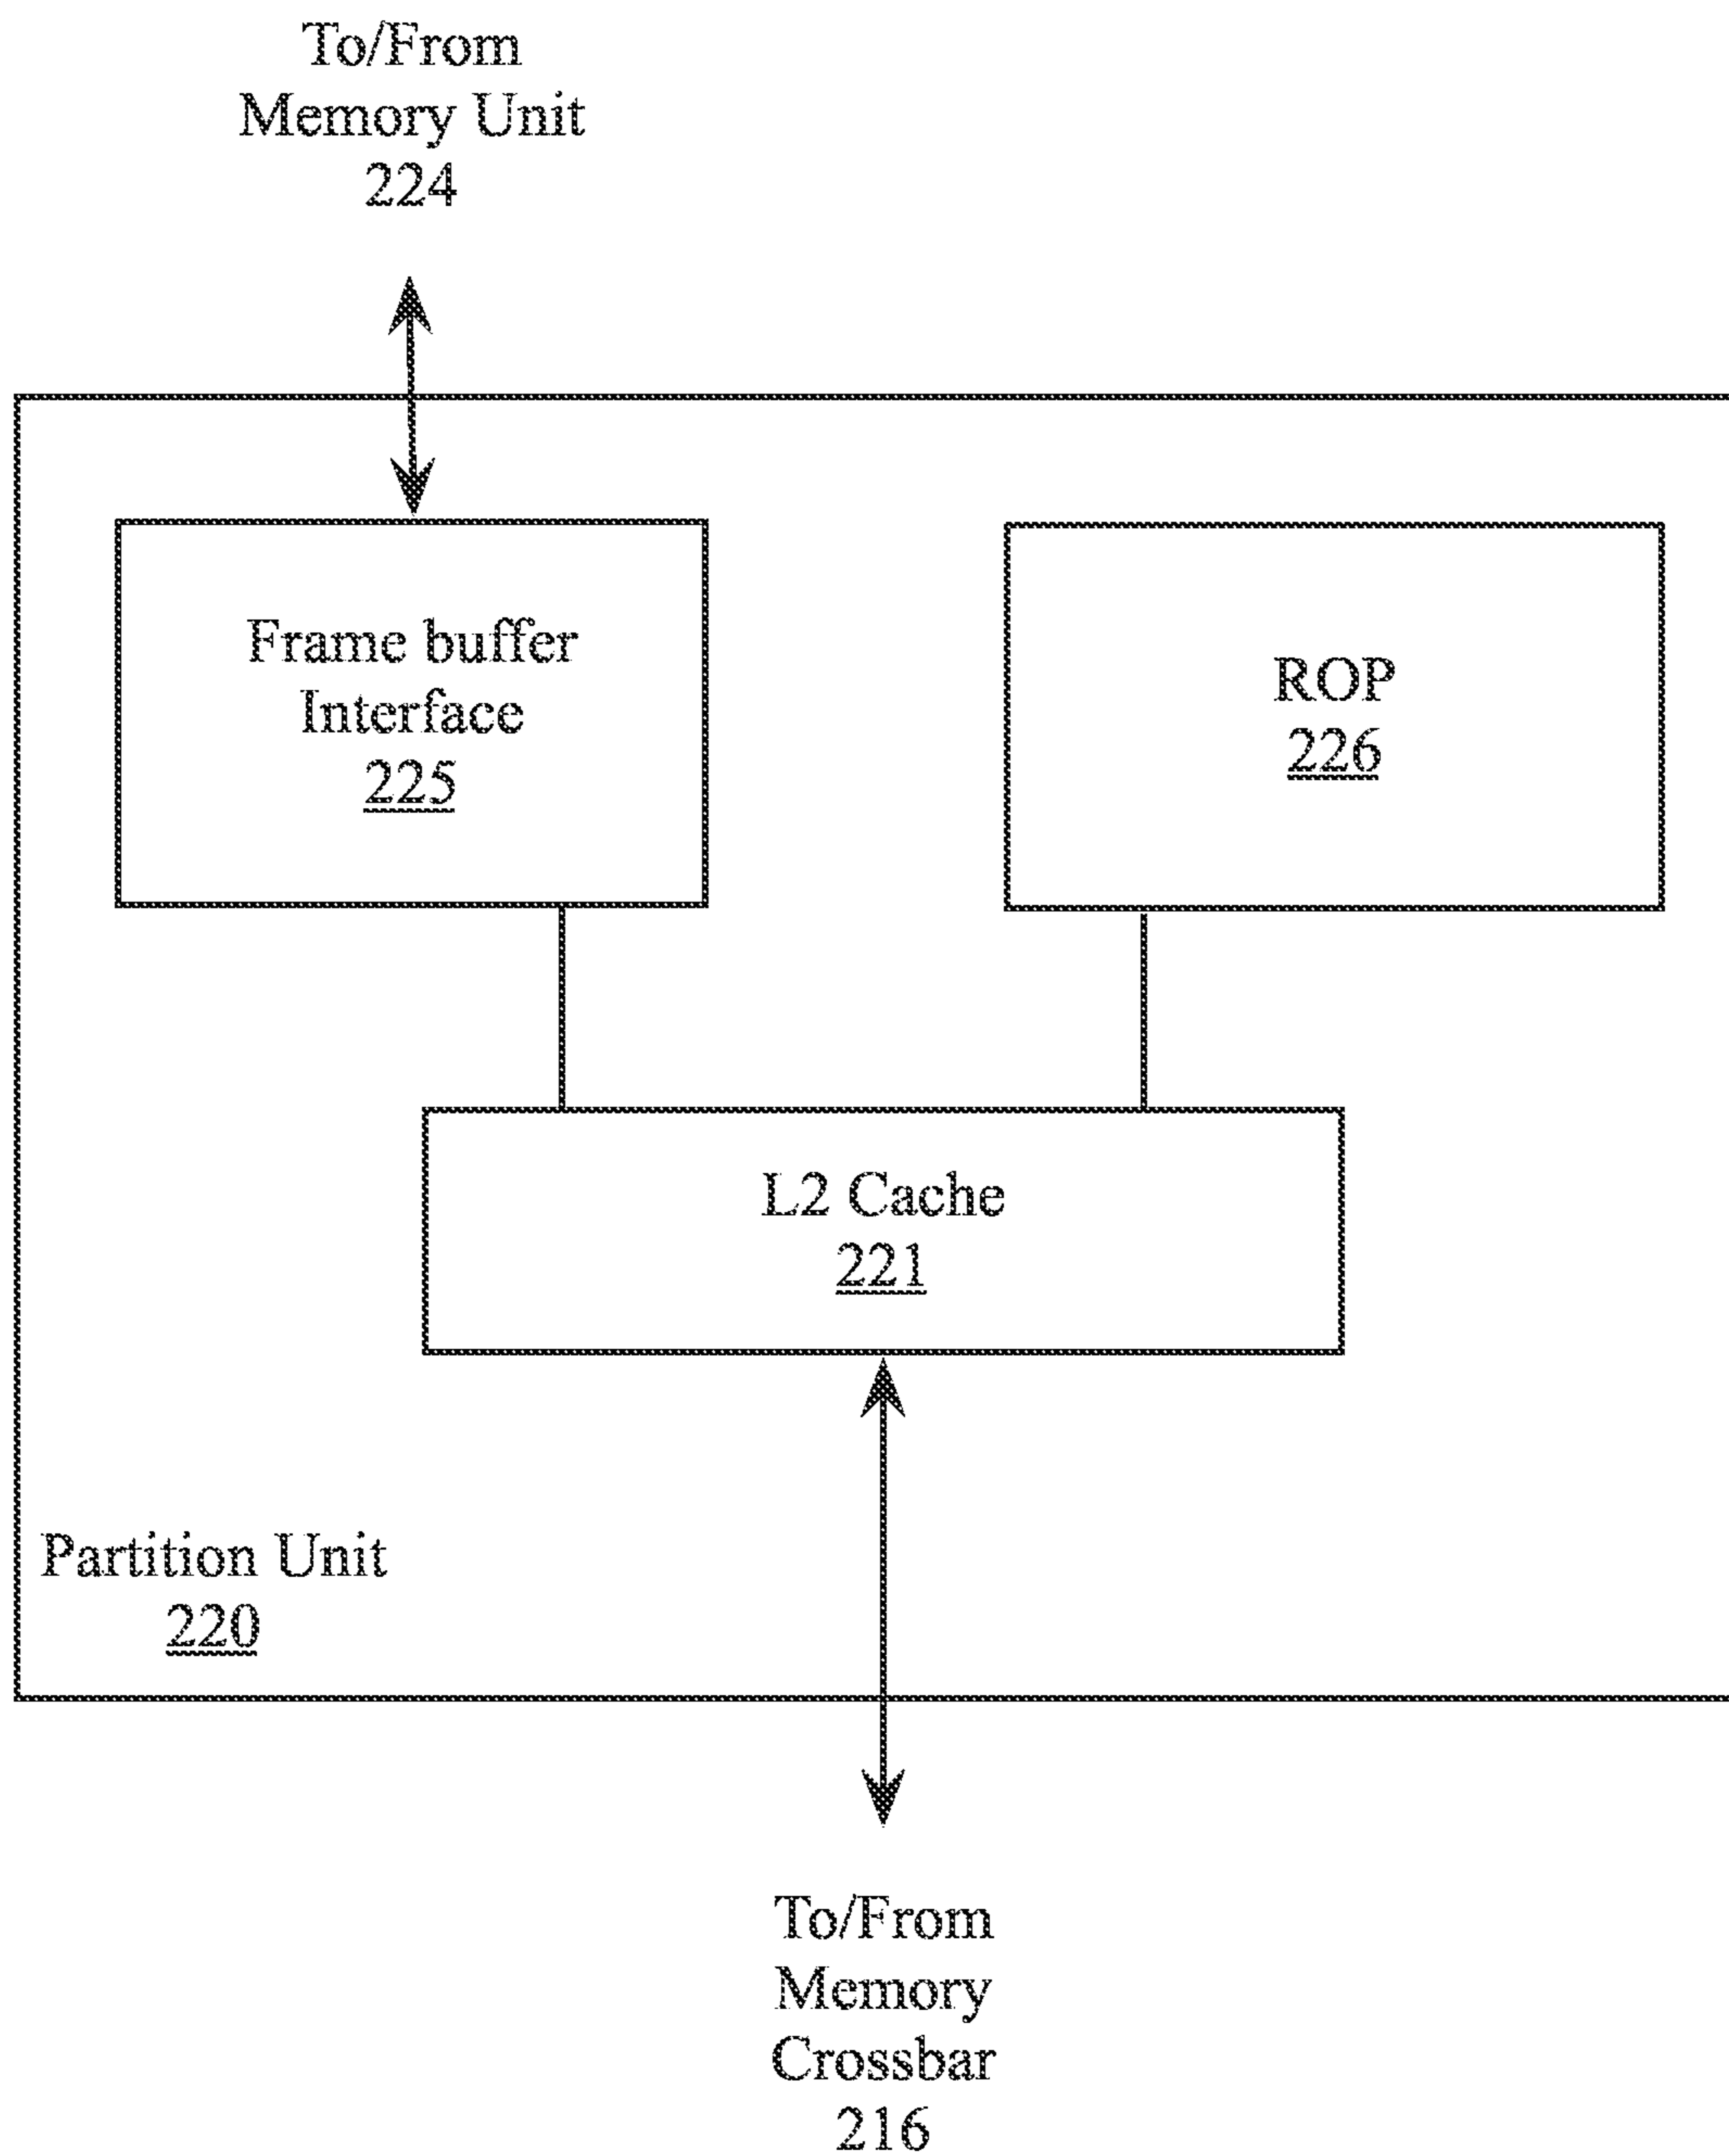 To/From
Memory Unit
224
Frame buffer
Interface
225
ROP
226
L2 Cache
221
Partition Unit
220
To/From
Memory
Crossbar
216